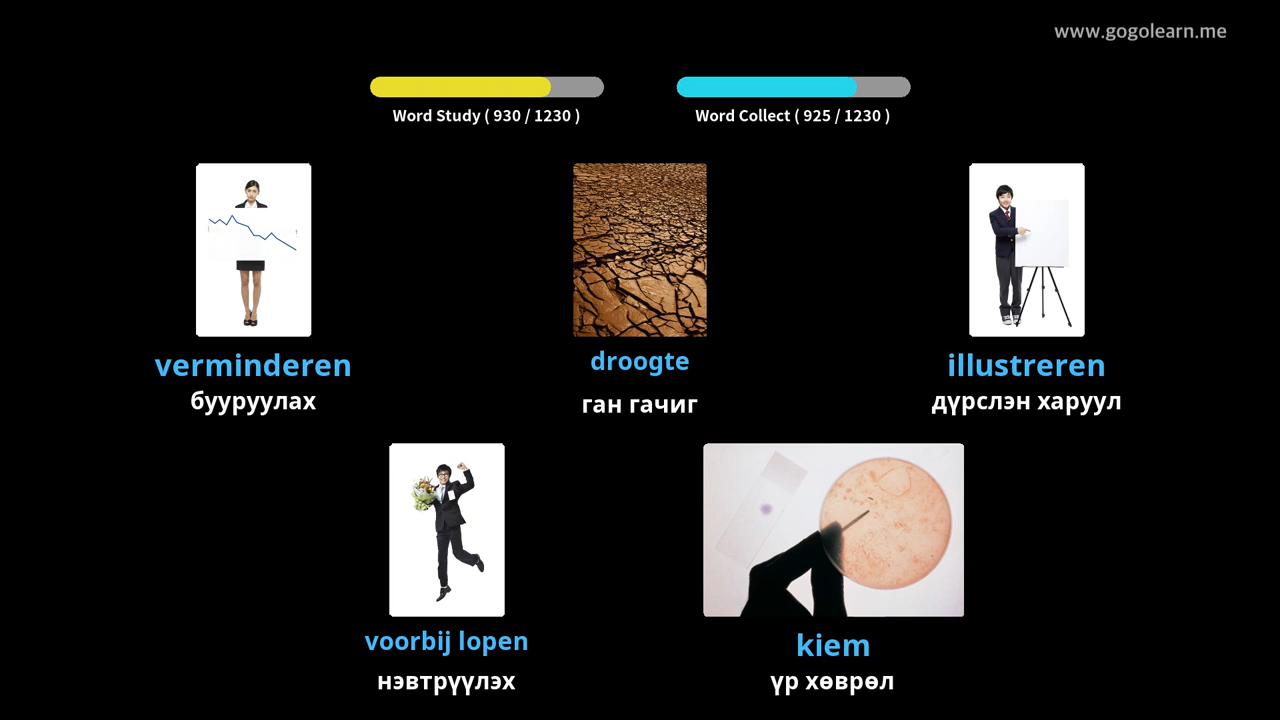 www.gogolearn.me
Word Study ( 930 / 1230 )
Word Collect ( 925 / 1230 )
verminderen
бууруулах
droogte
ган гачиг
illustreren
дүрслэн харуул
voorbij lopen
нэвтрүүлэх
kiem
үр хөврөл